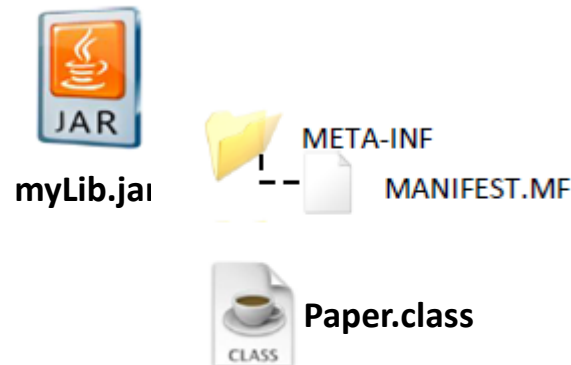 JAR
myLib.jar
META-INF
MANIFEST.MF
Paper.class
CLASS